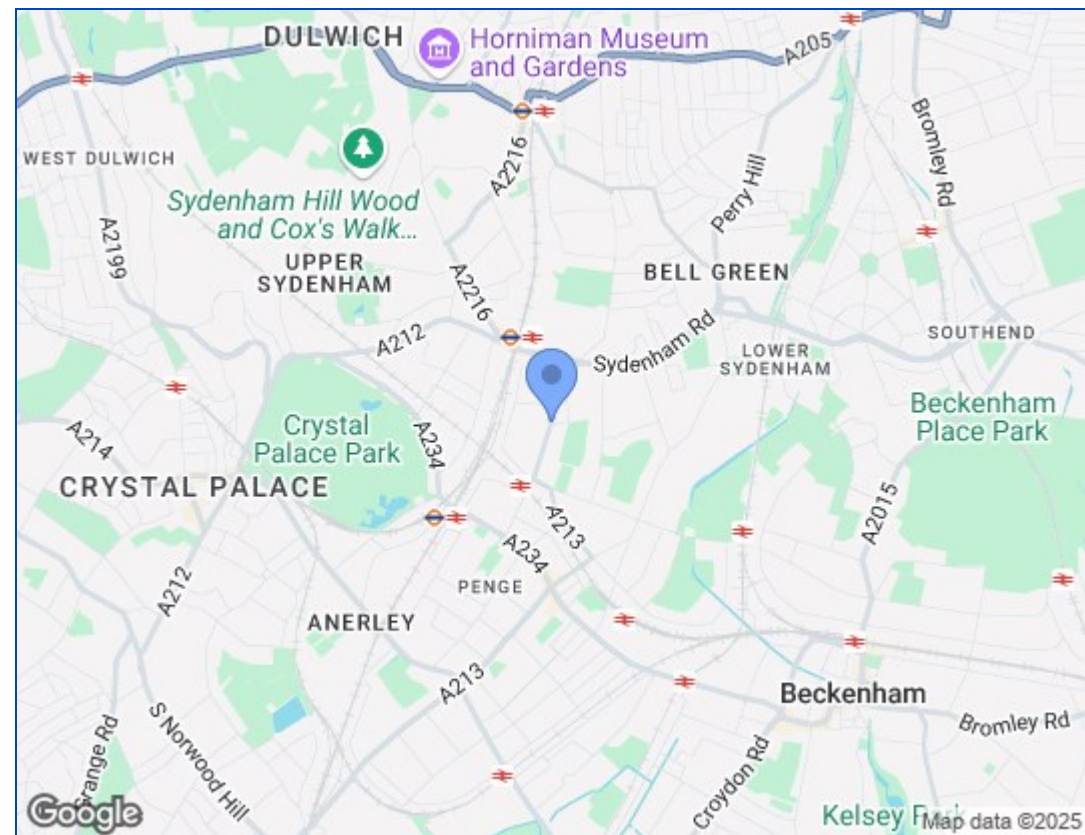 DULWICH
Horniman Museum
and Gardens
A205
WEST DULWICH
A2216
Bromley Rd
Perry Hill
Sydenham Hill Wood
and Cox's Walk...
A2199
UPPER
SYDENHAM
A2216
BELL GREEN
A212
Sydenham Rd
SOUTHEND
LOWER
SYDENHAM
Crystal
Palace Park
A234
Beckenham
Place Park
A214
CRYSTAL PALACE
A213
A2015
A234
A212
PENGE
ANERLEY
A213
Beckenham
Bromley Rd
Grange Rd
S Norwood Hill
Croydon Rd
Google
Kelsey Park
Map data ©2025